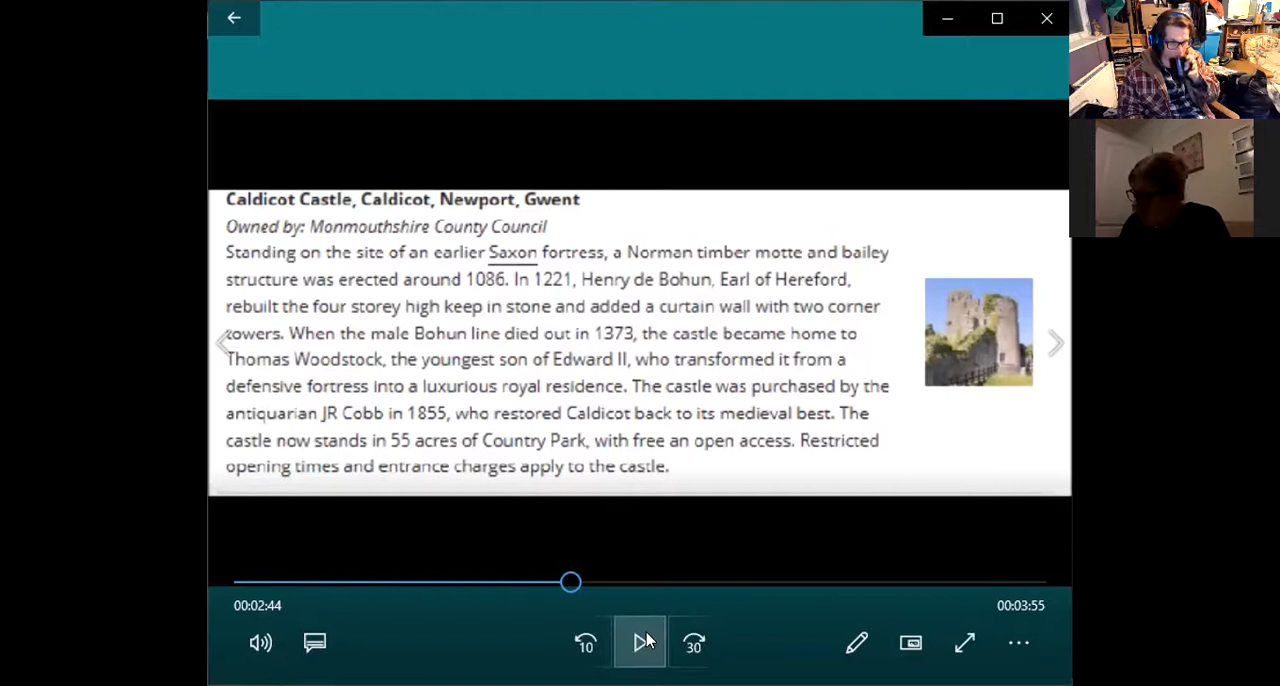 Caldicot Castle, Caldicot, Newport, Gwent
Owned by: Monmouthshire County Council
Standing on the site of an earlier Saxon fortress, a Norman timber motte and bailey
structure was erected around 1086. In 1221, Henry de Bohun, Earl of Hereford,
rebuilt the four storey high keep in stone and added a curtain wall with two corner
towers. When the male Bohun line died out in 1373, the castle became home to
Thomas Woodstock, the youngest son of Edward II, who transformed it from a
defensive fortress into a luxurious royal residence. The castle was purchased by the
antiquarian JR Cobb in 1855, who restored Caldicot back to its medieval best. The
castle now stands in 55 acres of Country Park, with free an open access. Restricted
opening times and entrance charges apply to the castle.
00:02:44
00:03:55
10
30